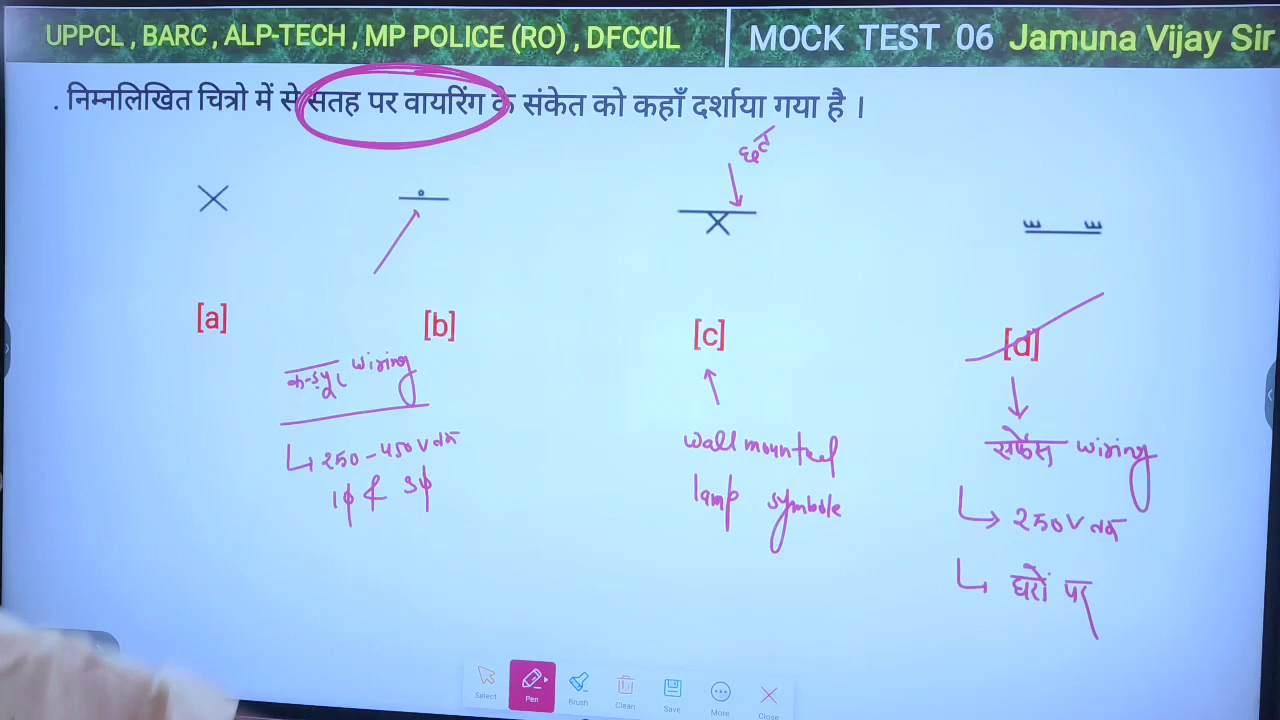 UPPCL , BARC , ALP-TECH , MP POLICE (RO) , DFCCIL
MOCK TEST 06 Jamuna Vijay Sir
. निम्नलिखित चित्रो में से सतह पर वायरिंग के संकेत को कहाँ दर्शाया गया है ।
छत
[a]
[b]
[c]
[d]
कन्ड्यूट wiring
250-450V तक
1φ & 3φ
wall mounted
lamp symbole
सर्फेस wiring
250V तक
घरों पर
Select
Pen
Brush
Clean
Save
More
Close